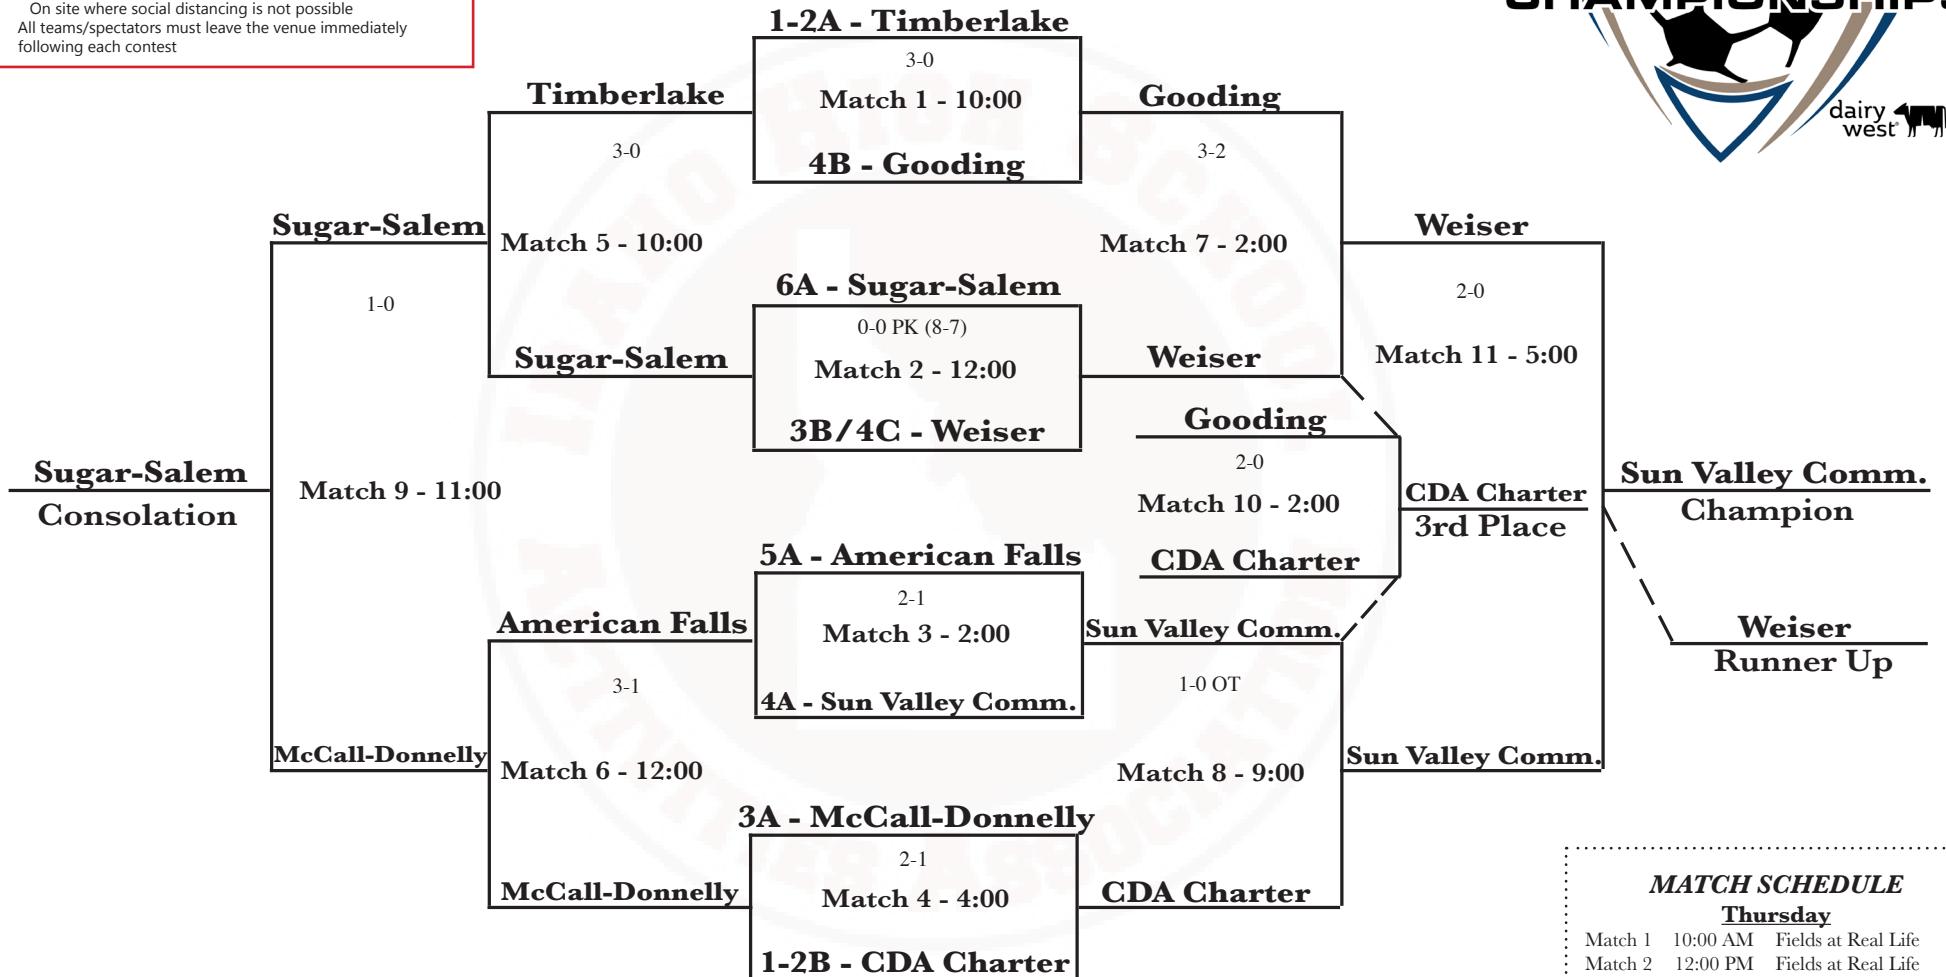 On site where social distancing is not possible
All teams/spectators must leave the venue immediately
following each contest
CHAMPIONSHIPS
dairy
west
1-2A - Timberlake
3-0
Match 1 - 10:00
4B - Gooding
Timberlake
Gooding
3-0
3-2
Sugar-Salem
Match 5 - 10:00
Match 7 - 2:00
Weiser
6A - Sugar-Salem
0-0 PK (8-7)
Match 2 - 12:00
3B/4C - Weiser
1-0
2-0
Sugar-Salem
Weiser
Match 11 - 5:00
Gooding
2-0
Match 10 - 2:00
CDA Charter
CDA Charter
3rd Place
Sugar-Salem
Consolation
Match 9 - 11:00
Sun Valley Comm.
Champion
5A - American Falls
2-1
Match 3 - 2:00
4A - Sun Valley Comm.
American Falls
Sun Valley Comm.
Weiser
Runner Up
3-1
1-0 OT
McCall-Donnelly
Match 6 - 12:00
Match 8 - 9:00
Sun Valley Comm.
3A - McCall-Donnelly
2-1
Match 4 - 4:00
1-2B - CDA Charter
McCall-Donnelly
CDA Charter
IDAHO HIGH SCHOOL
ACTIVITIES ASSOCIATION
MATCH SCHEDULE
Thursday
Match 1 10:00 AM Fields at Real Life
Match 2 12:00 PM Fields at Real Life